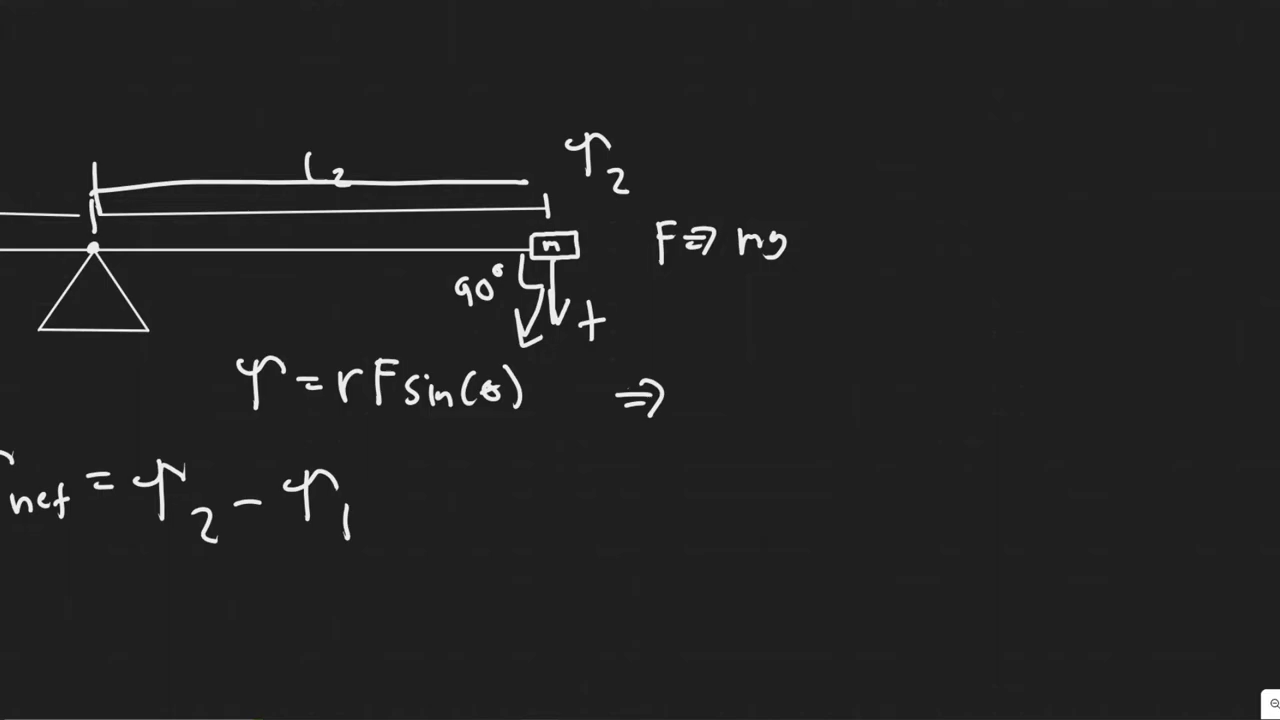 L₂
τ₂
F ⇒ mg
m
90°
+
τ = rFsin(θ) ⇒
τnet = τ₂ - τ₁